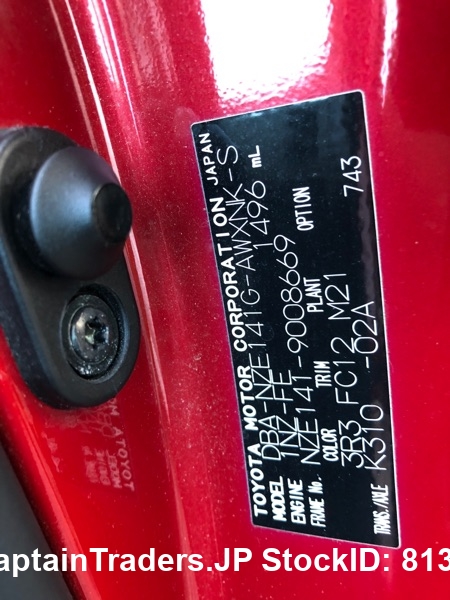 TOYOTA MOTOR CORPORATION JAPAN
MODEL DBA-NZE141G-AWXNK-S
ENGINE 1NZ-FE 1496 mL
FRAME No. NZE141-9008669
COLOR TRIM PLANT OPTION
3R3 FC12 M21 743
TRANS./AXLE K310 -02A
aptainTraders.JP StockID: 813